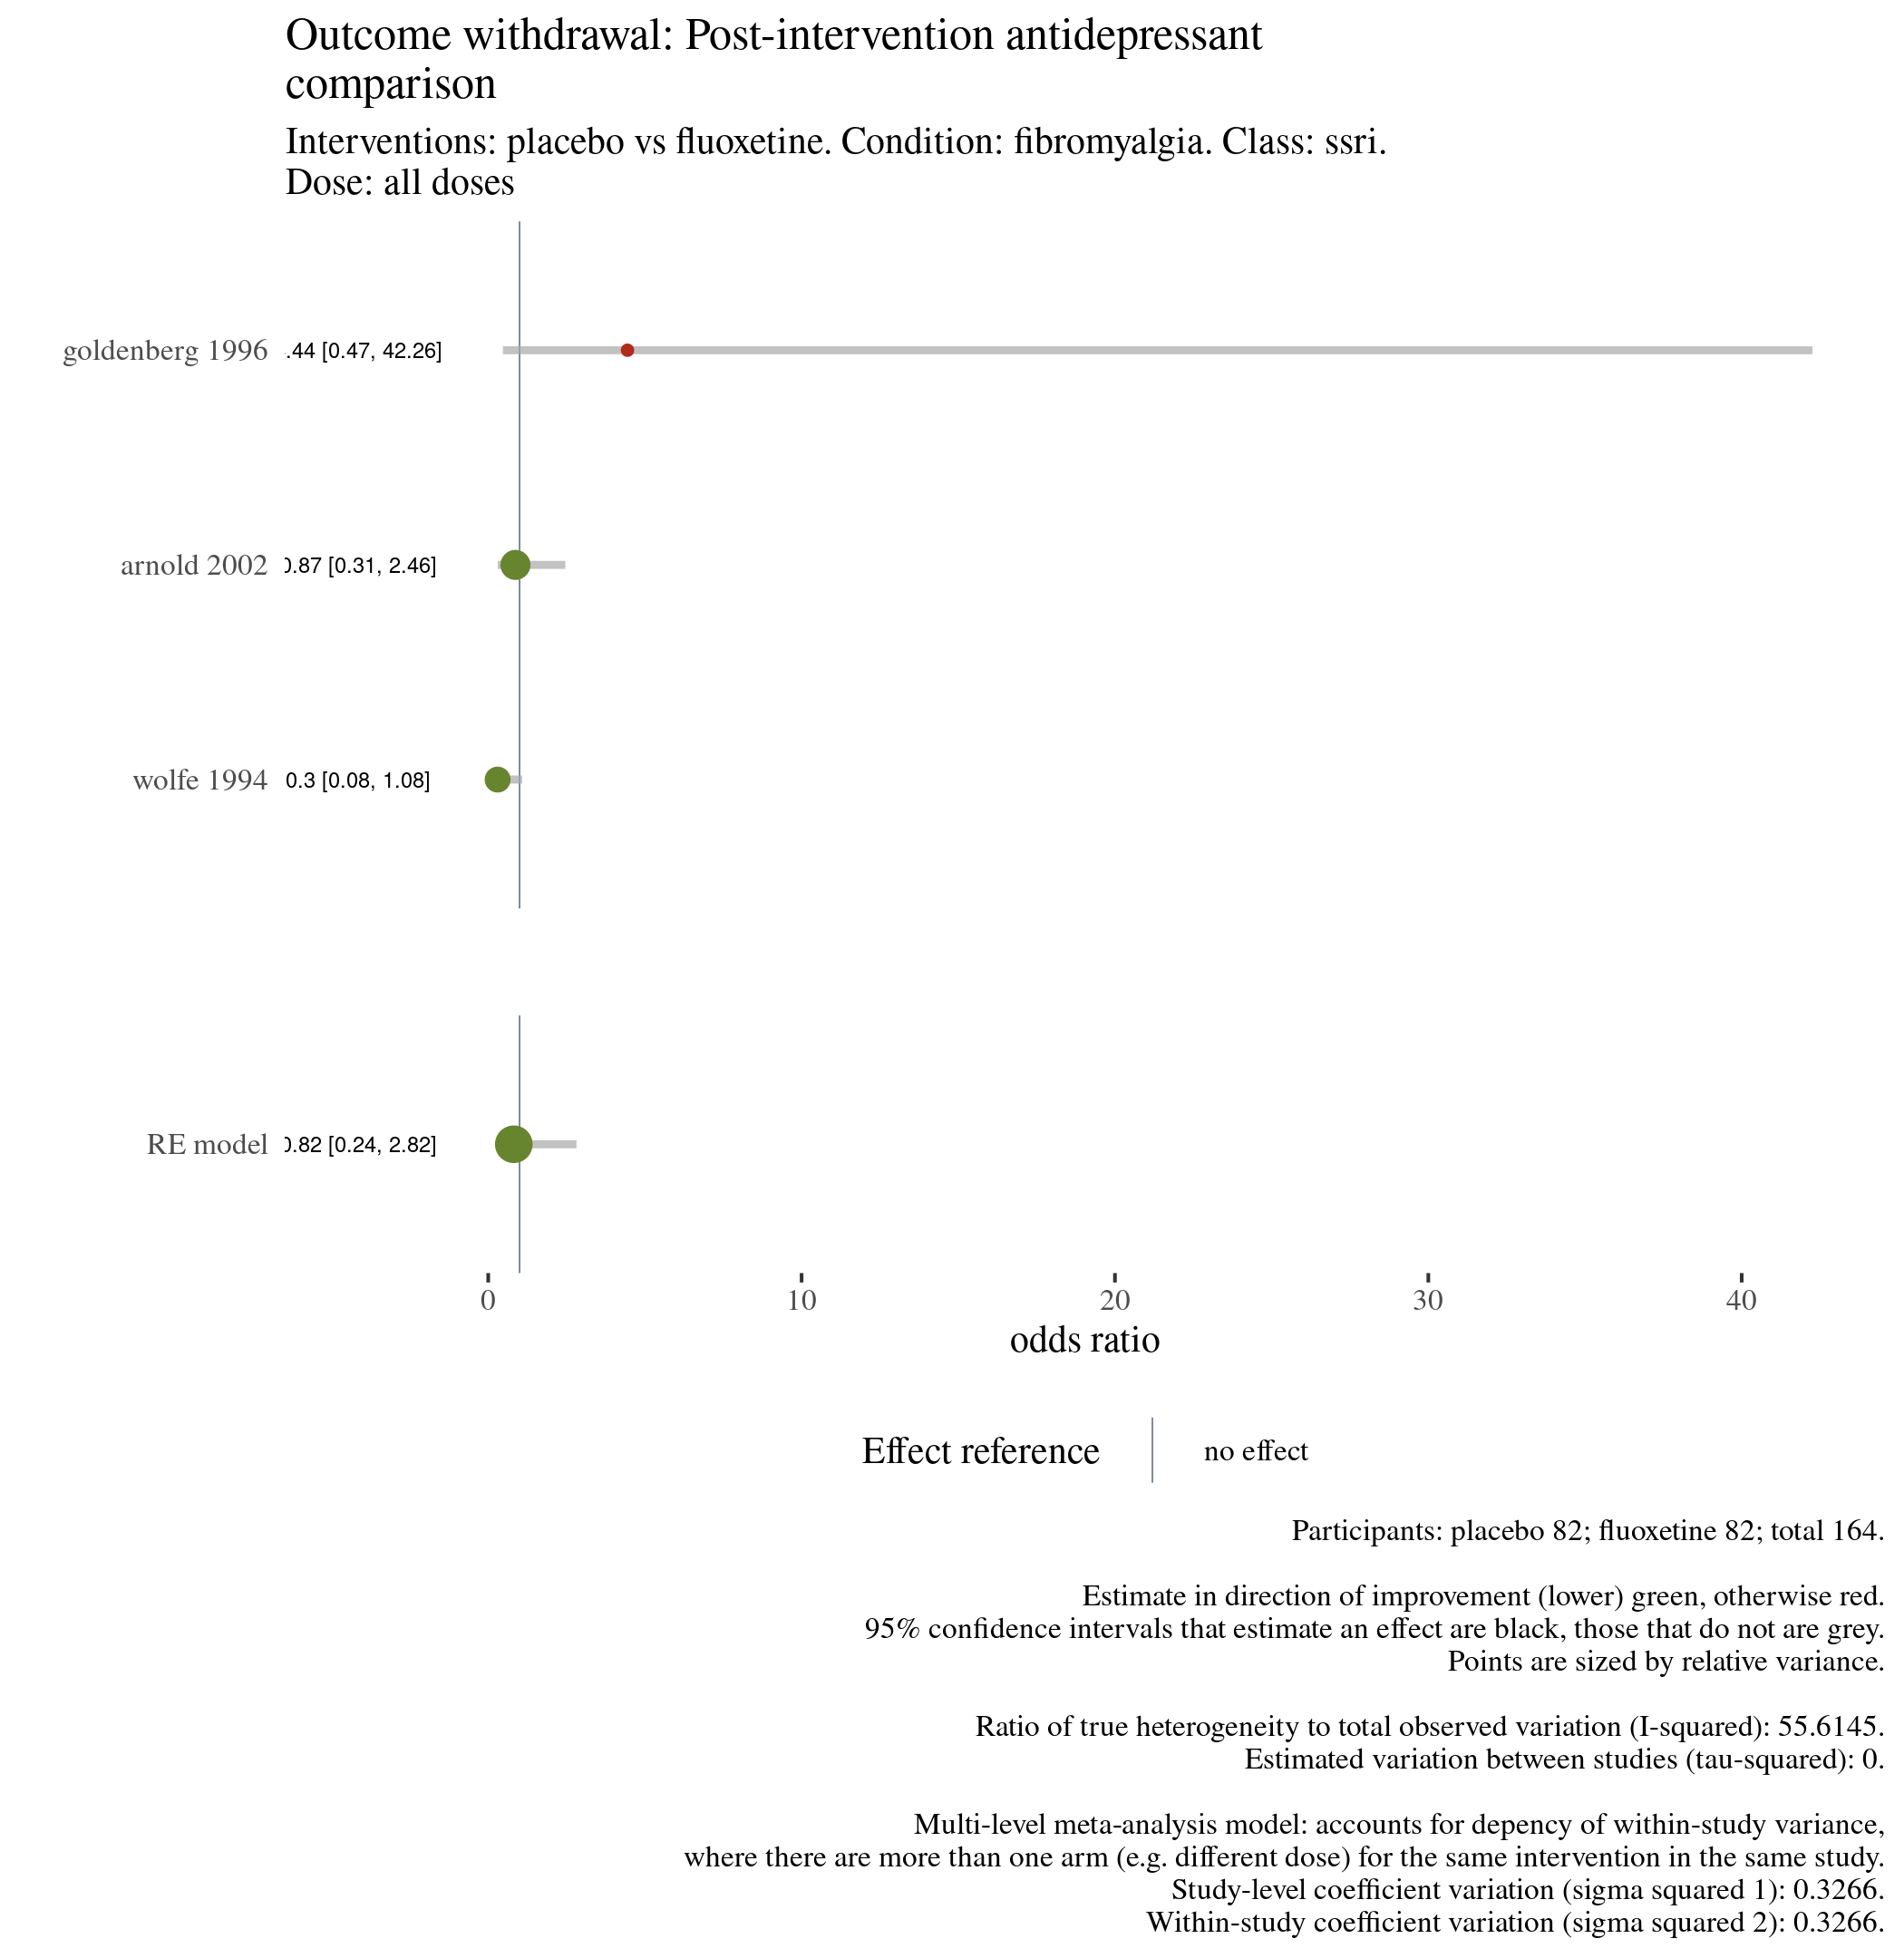 Outcome withdrawal: Post-intervention antidepressant
comparison
Interventions: placebo vs fluoxetine. Condition: fibromyalgia. Class: ssri.
Dose: all doses
goldenberg 1996 .44 [0.47, 42.26]
arnold 2002 0.87 [0.31, 2.46]
wolfe 1994 0.3 [0.08, 1.08]
RE model 0.82 [0.24, 2.82]
0 10 20 30 40
odds ratio
Effect reference no effect
Participants: placebo 82; fluoxetine 82; total 164.
Estimate in direction of improvement (lower) green, otherwise red.
95% confidence intervals that estimate an effect are black, those that do not are grey.
Points are sized by relative variance.
Ratio of true heterogeneity to total observed variation (I-squared): 55.6145.
Estimated variation between studies (tau-squared): 0.
Multi-level meta-analysis model: accounts for depency of within-study variance,
where there are more than one arm (e.g. different dose) for the same intervention in the same study.
Study-level coefficient variation (sigma squared 1): 0.3266.
Within-study coefficient variation (sigma squared 2): 0.3266.